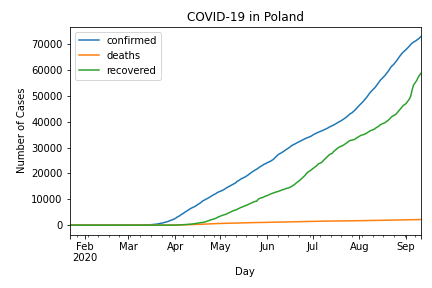 COVID-19 in Poland
confirmed
deaths
recovered
Number of Cases
70000
60000
50000
40000
30000
20000
10000
0
Feb Mar Apr May Jun Jul Aug Sep
2020
Day